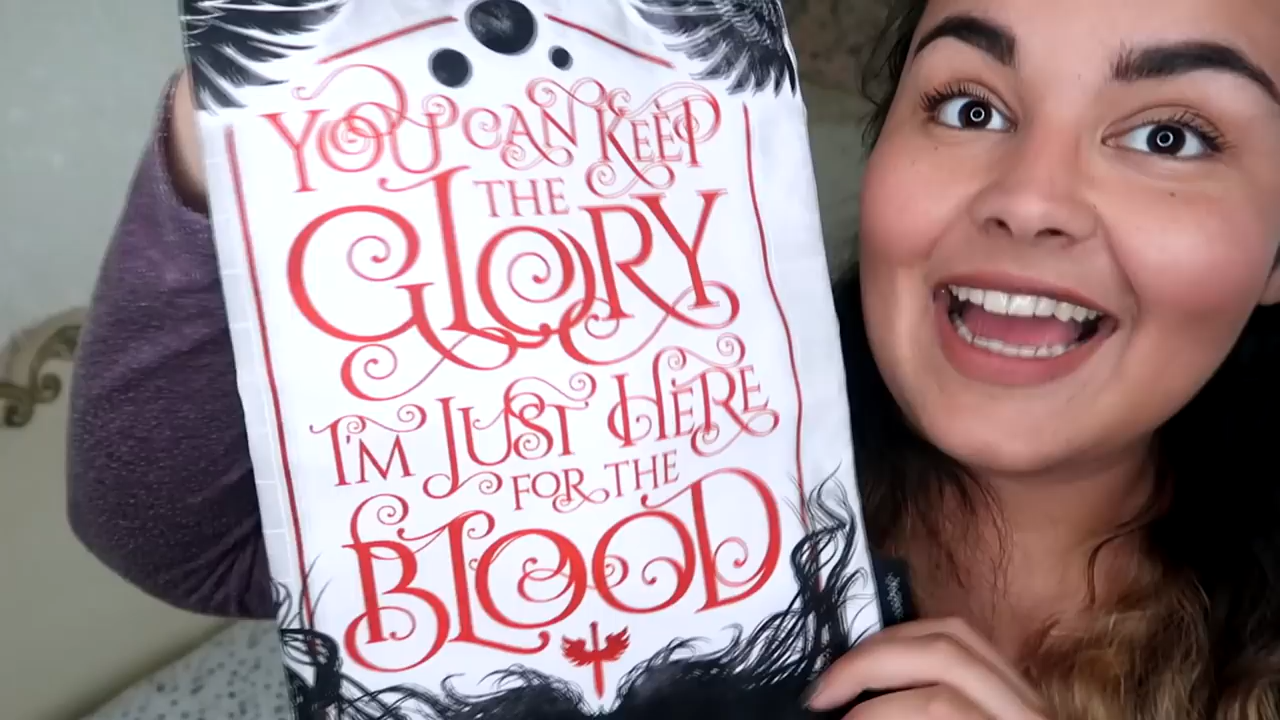 YOU CAN KEEP
THE
GLORY
I'M JUST HERE
FOR THE
BLOOD